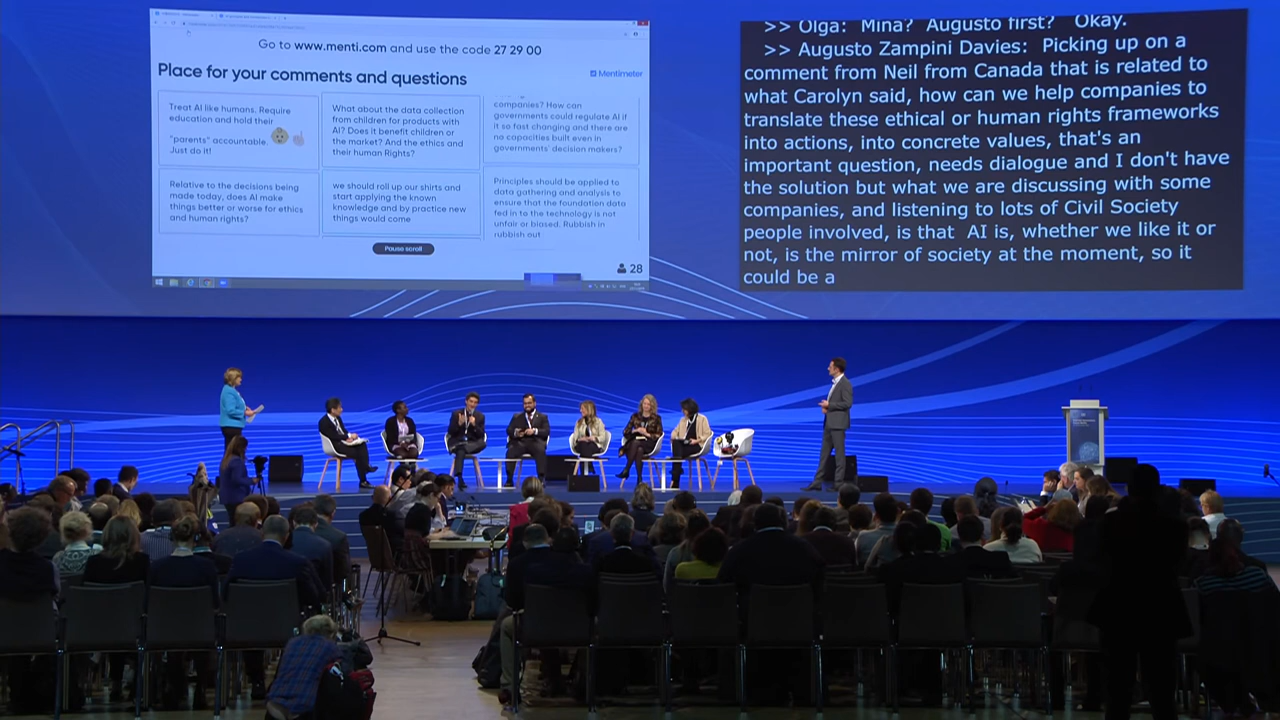 Go to www.menti.com and use the code 27 29 00
Place for your comments and questions
Mentimeter
Treat AI like humans. Require
education and hold their
"parents" accountable.
Just do it!
What about the data collection
from children for products with
AI? Does it benefit children or
the market? And the ethics and
their human Rights?
companies? How can
governments could regulate AI if
it so fast changing and there are
no capacities built even in
governments' decision makers?
Relative to the decisions being
made today, does AI make
things better or worse for ethics
and human rights?
we should roll up our shirts and
start applying the known
knowledge and by practice new
things would come
Principles should be applied to
data gathering and analysis to
ensure that the foundation data
fed in to the technology is not
unfair or biased. Rubbish in
rubbish out
Pause scroll
28
>> Olga: Mina? Augusto first? Okay.
>> Augusto Zampini Davies: Picking up on a
comment from Neil from Canada that is related to
what Carolyn said, how can we help companies to
translate these ethical or human rights frameworks
into actions, into concrete values, that's an
important question, needs dialogue and I don't have
the solution but what we are discussing with some
companies, and listening to lots of Civil Society
people involved, is that AI is, whether we like it or
not, is the mirror of society at the moment, so it
could be a